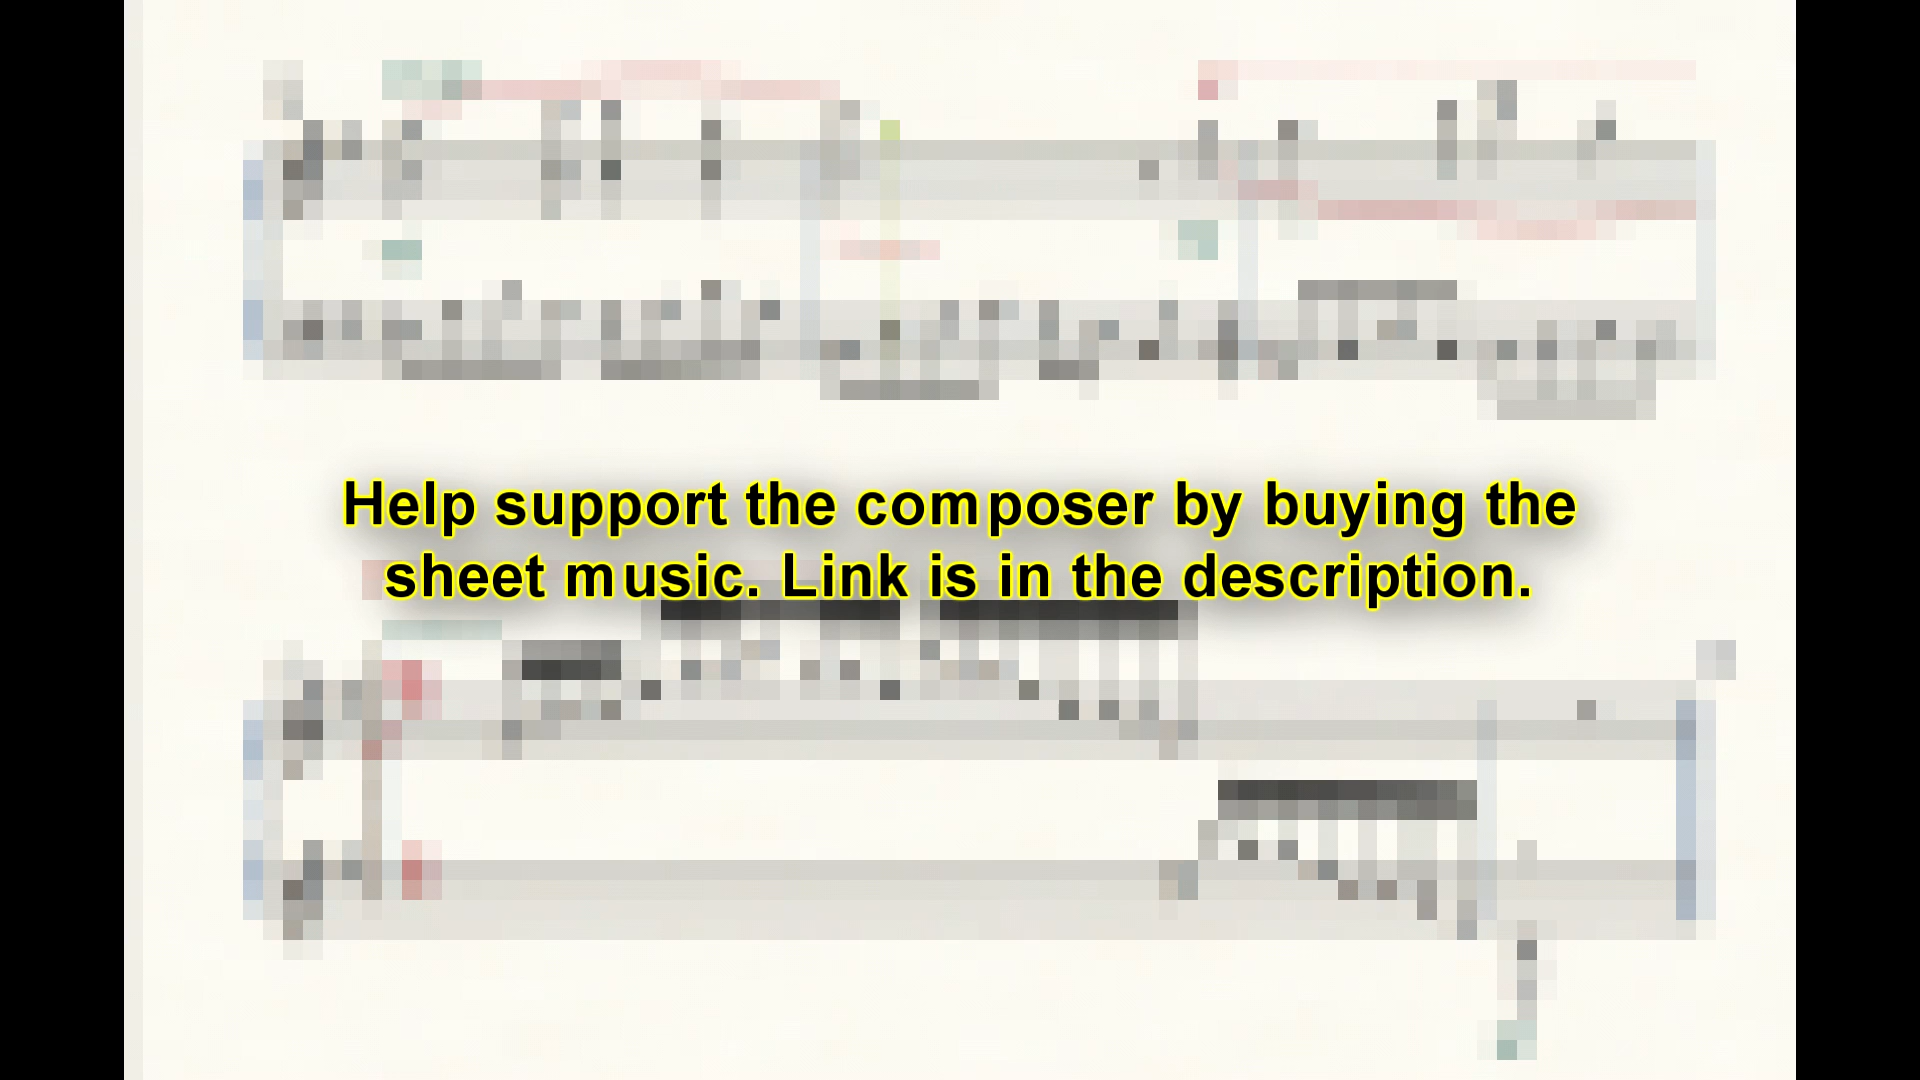 Help support the composer by buying the
sheet music. Link is in the description.